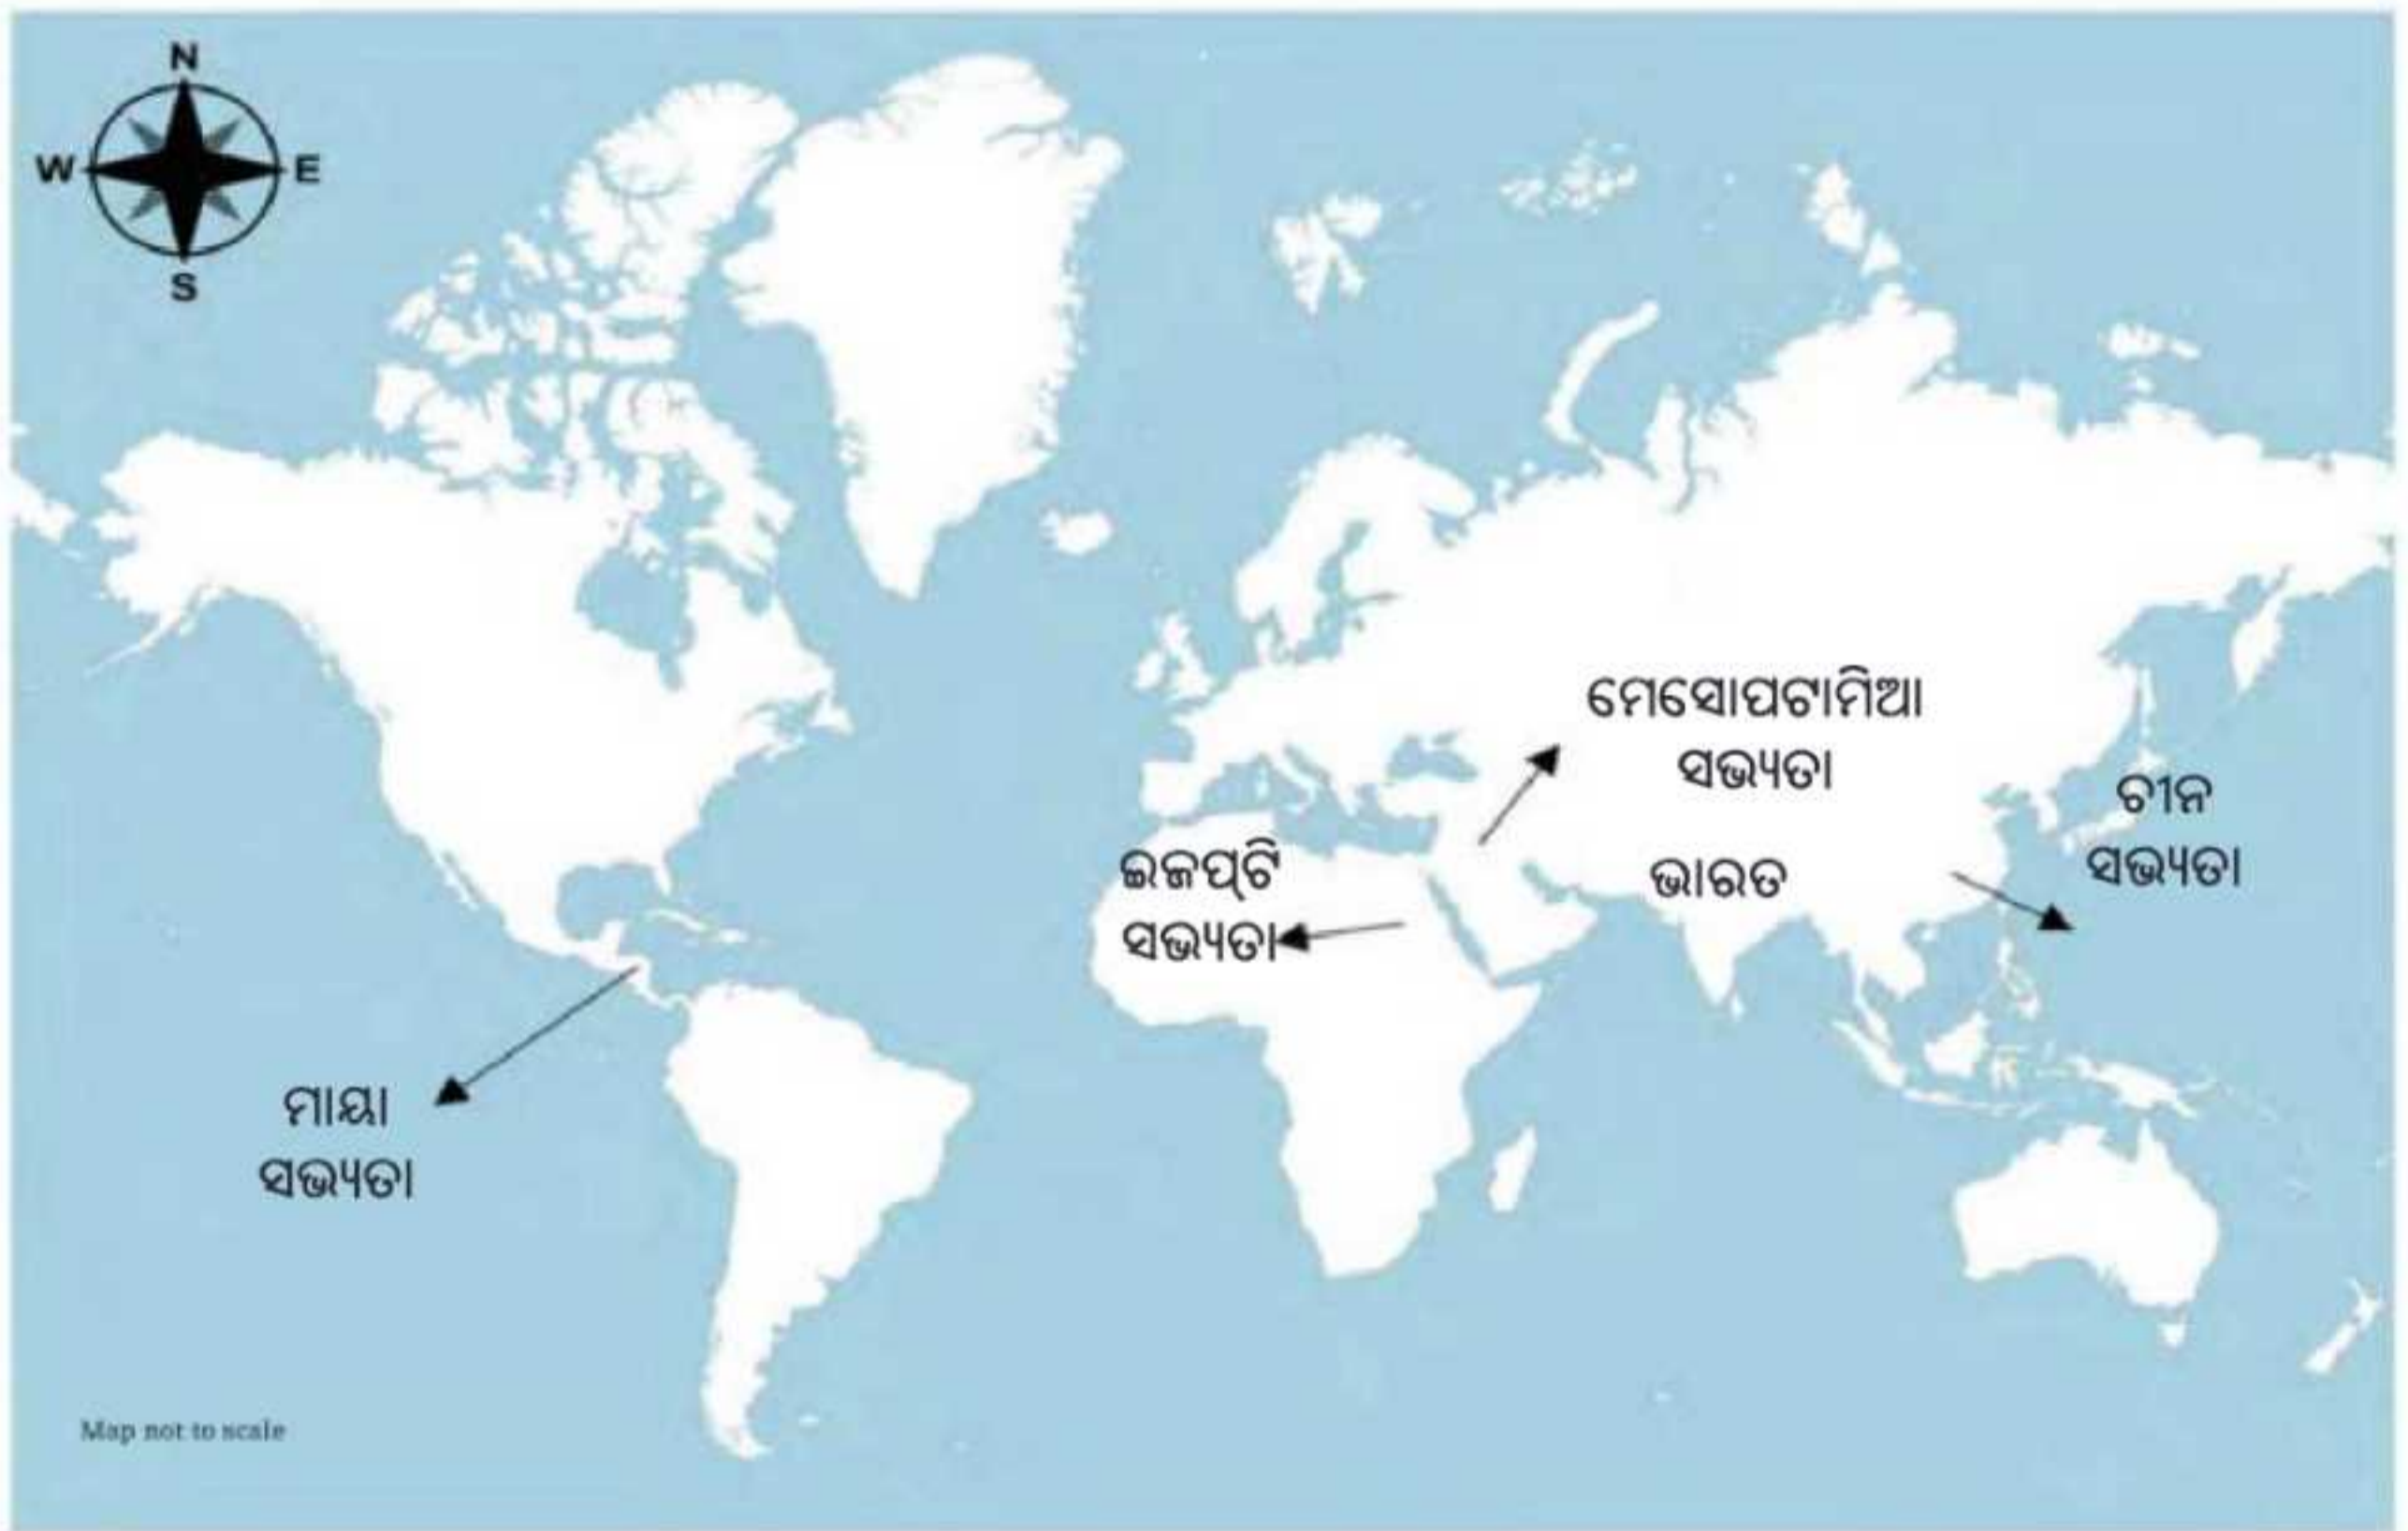 N
W E
S
ମେସୋପଟାମିଆ
ସଭ୍ୟତା
ଚୀନ
ସଭ୍ୟତା
ଇଜପ୍‌ଟି
ସଭ୍ୟତା
ଭାରତ
ମାୟା
ସଭ୍ୟତା
Map not to scale